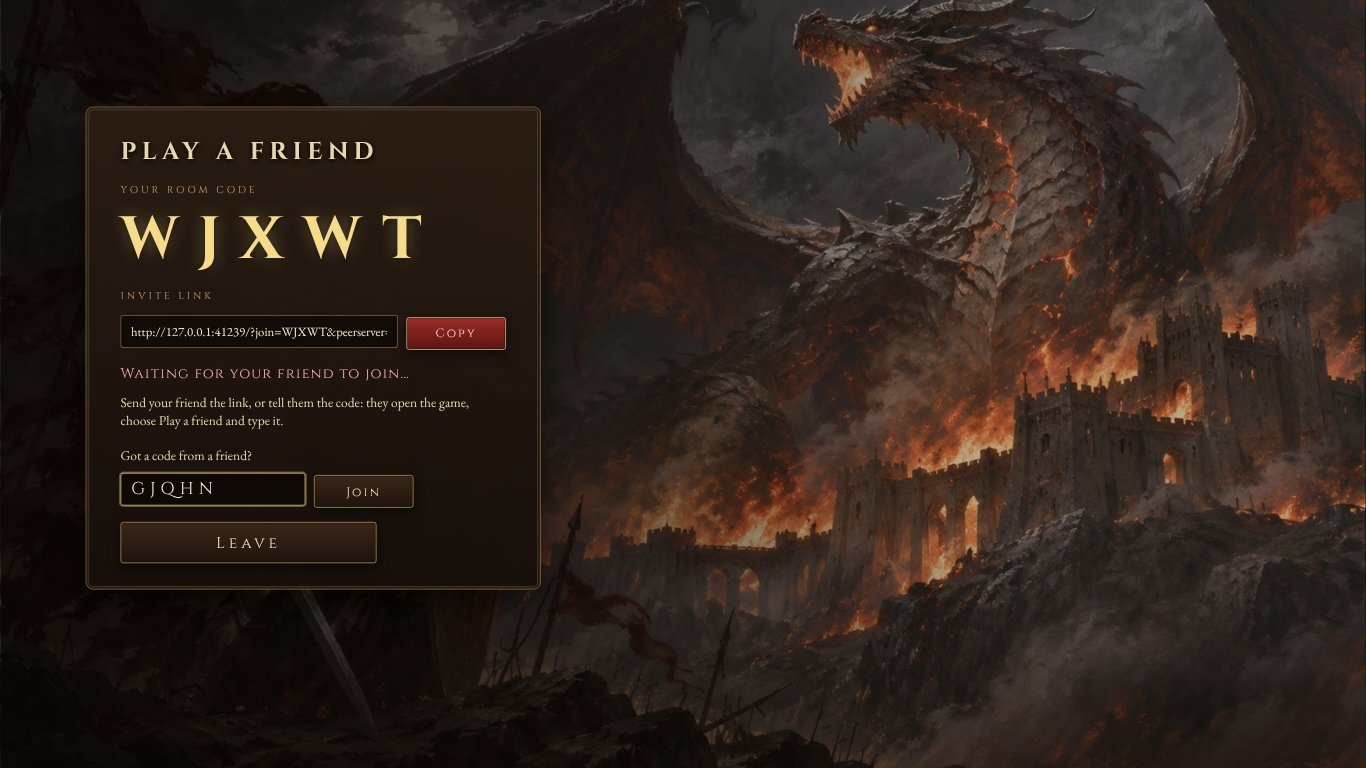 PLAY A FRIEND
YOUR ROOM CODE
WJXWT
INVITE LINK
http://127.0.0.1:41239/?join=WJXWT&peerserver=
Copy
Waiting for your friend to join…
Send your friend the link, or tell them the code: they open the game,
choose Play a friend and type it.
Got a code from a friend?
GJQHN
Join
Leave